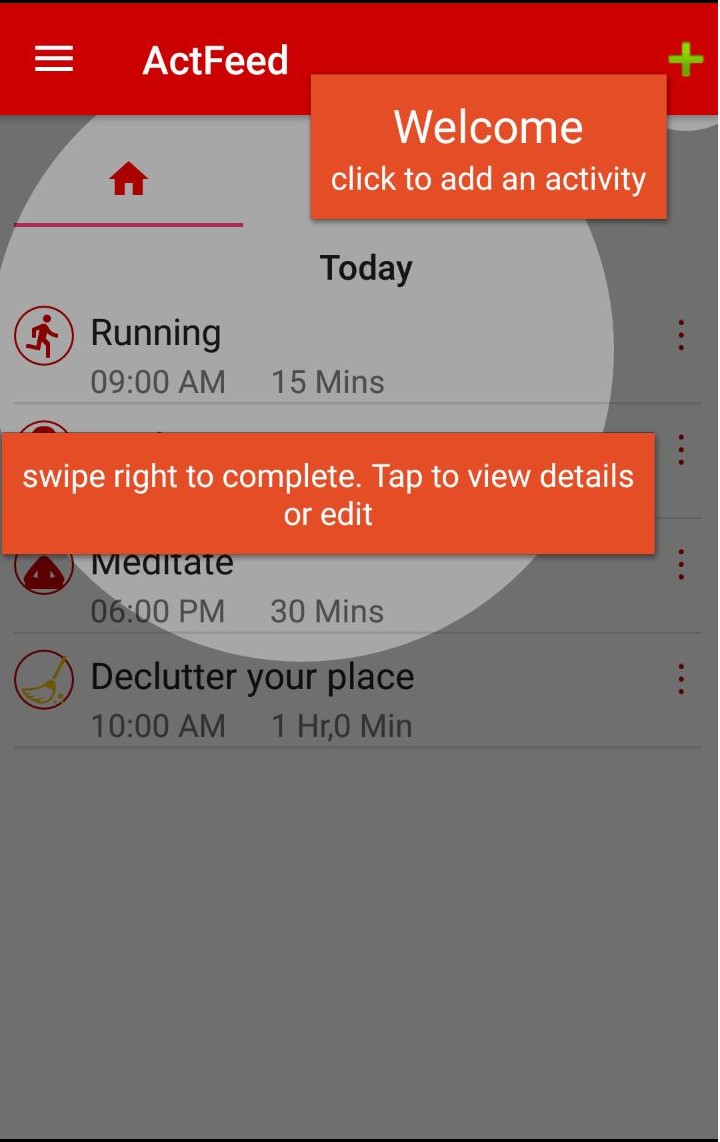 ActFeed
Welcome
click to add an activity
Today
Running
09:00 AM 15 Mins
swipe right to complete. Tap to view details
or edit
Meditate
06:00 PM 30 Mins
Declutter your place
10:00 AM 1 Hr,0 Min